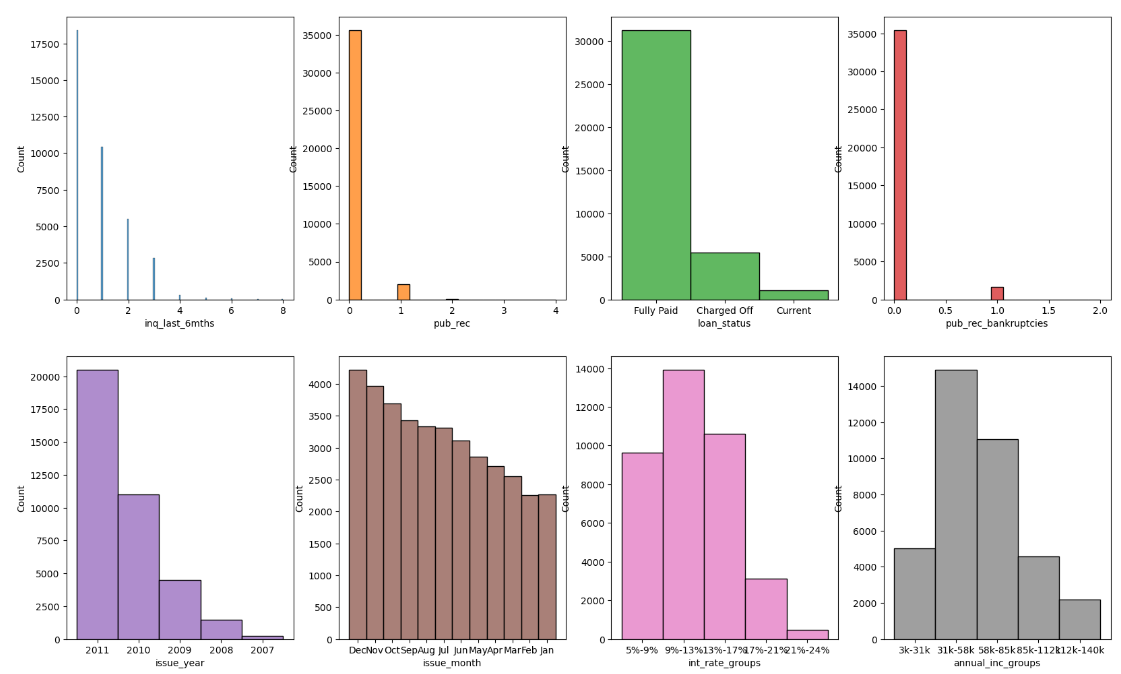 Count
17500
15000
12500
10000
7500
5000
2500
0
0 2 4 6 8
inq_last_6mths
Count
35000
30000
25000
20000
15000
10000
5000
0
0 1 2 3 4
pub_rec
Count
30000
25000
20000
15000
10000
5000
0
Fully Paid Charged Off Current
loan_status
Count
35000
30000
25000
20000
15000
10000
5000
0
0.0 0.5 1.0 1.5 2.0
pub_rec_bankruptcies
Count
20000
17500
15000
12500
10000
7500
5000
2500
0
2011 2010 2009 2008 2007
issue_year
Count
4000
3500
3000
2500
2000
1500
1000
500
0
Dec Nov Oct Sep Aug Jul Jun May Apr Mar Feb Jan
issue_month
Count
14000
12000
10000
8000
6000
4000
2000
0
5%-9% 9%-13% 13%-17% 17%-21% 21%-24%
int_rate_groups
Count
14000
12000
10000
8000
6000
4000
2000
0
3k-31k 31k-58k 58k-85k 85k-112k 112k-140k
annual_inc_groups